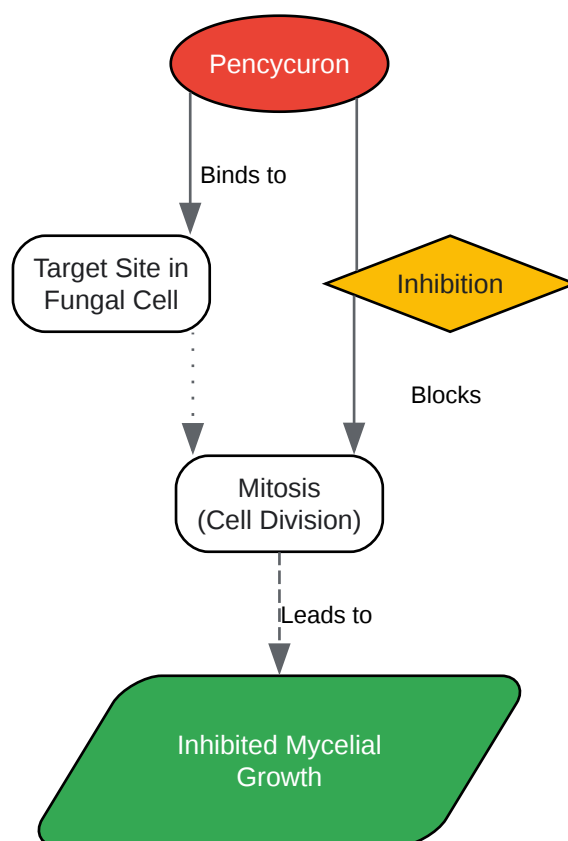 Pencycuron
Binds to
Target Site in
Fungal Cell
Inhibition
Blocks
Mitosis
(Cell Division)
Leads to
Inhibited Mycelial
Growth